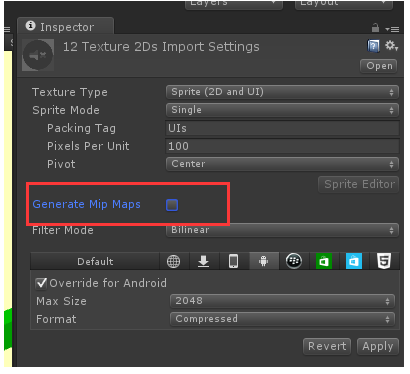 Layers
Layout
Inspector
12 Texture 2Ds Import Settings
Open
Texture Type Sprite (2D and UI)
Sprite Mode Single
Packing Tag UIs
Pixels Per Unit 100
Pivot Center
Sprite Editor
Generate Mip Maps
Filter Mode Bilinear
Default
Override for Android
Max Size 2048
Format Compressed
Revert Apply